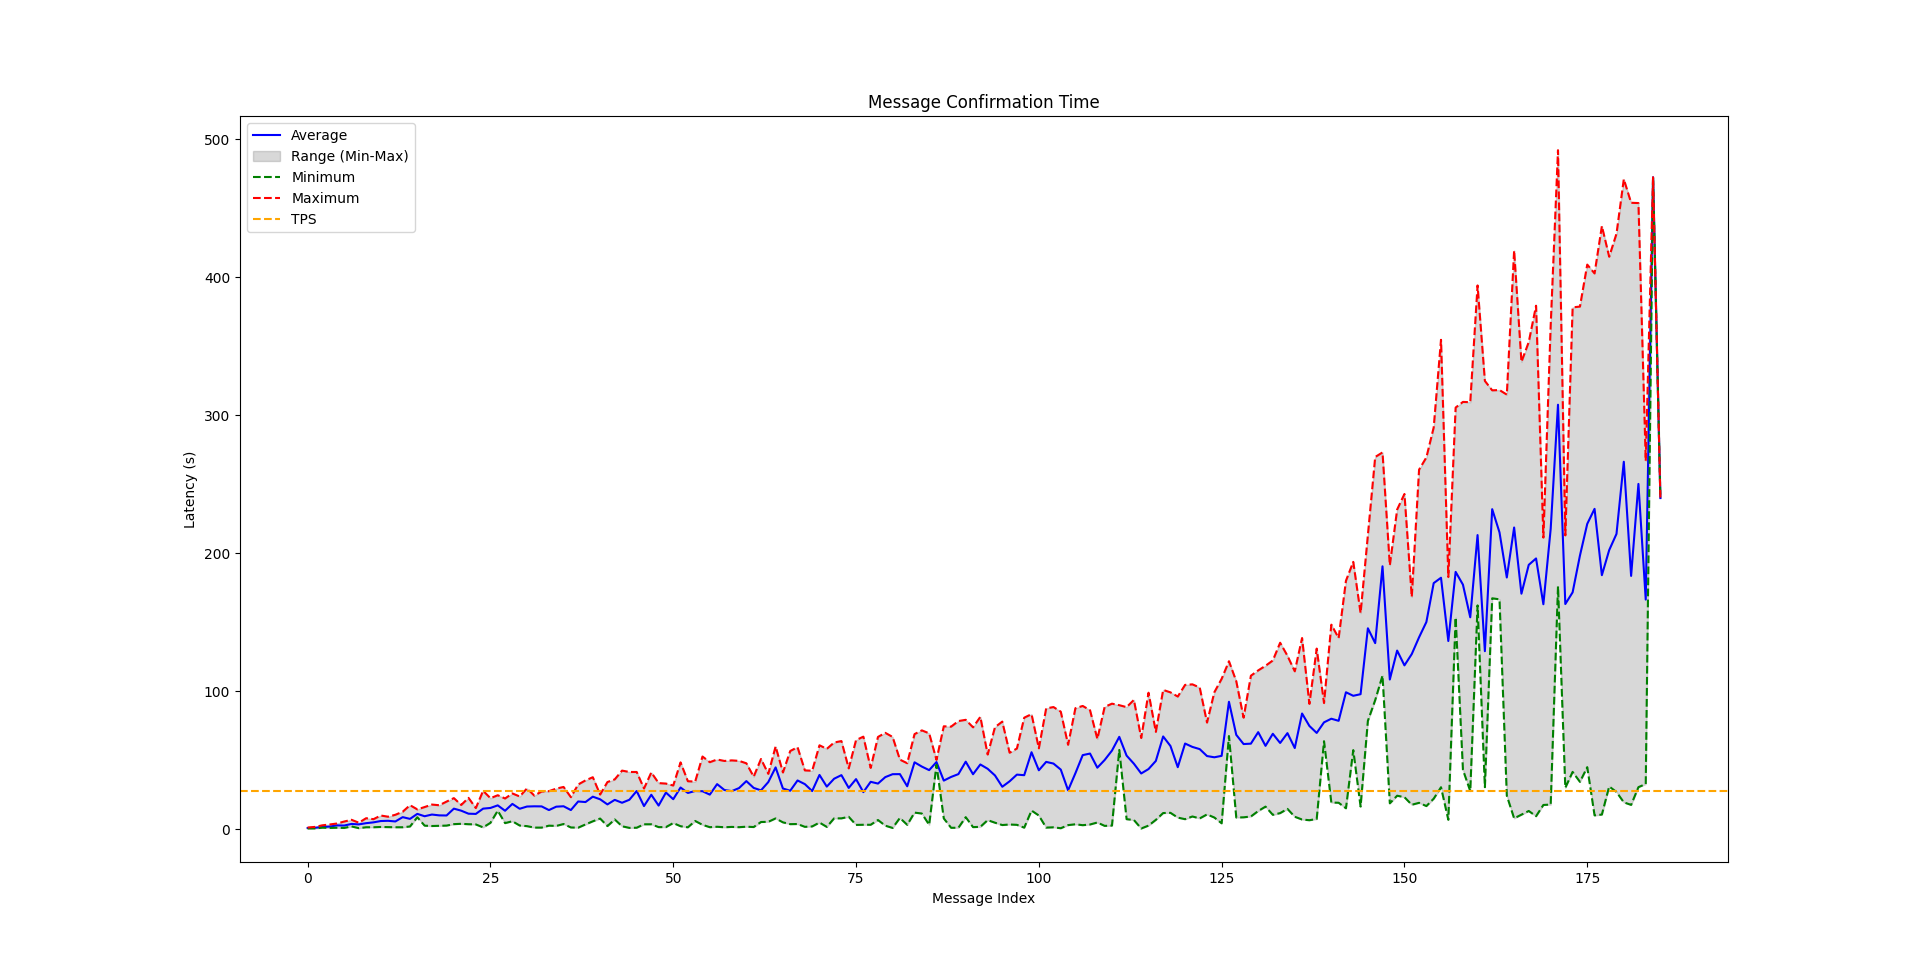 Message Confirmation Time
Average
Range (Min-Max)
Minimum
Maximum
TPS
500
400
300
200
100
0
Latency (s)
0 25 50 75 100 125 150 175
Message Index